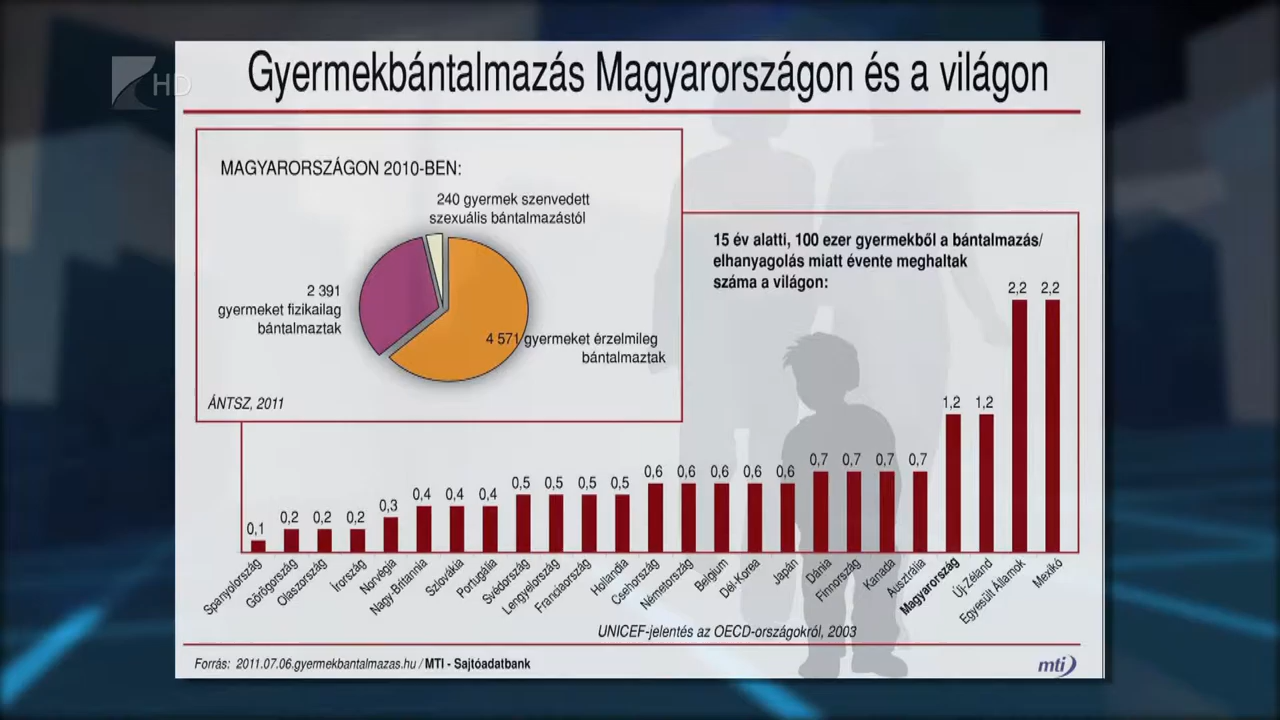 HD
Gyermekbántalmazás Magyarországon és a világon
MAGYARORSZÁGON 2010-BEN:
240 gyermek szenvedett
szexuális bántalmazástól
2 391
gyermeket fizikailag
bántalmaztak
4 571 gyermeket érzelmileg
bántalmaztak
ÁNTSZ, 2011
15 év alatti, 100 ezer gyermekből a bántalmazás/
elhanyagolás miatt évente meghaltak
száma a világon:
0,1
0,2
0,2
0,2
0,3
0,4
0,4
0,4
0,5
0,5
0,5
0,5
0,6
0,6
0,6
0,6
0,6
0,7
0,7
0,7
0,7
1,2
1,2
2,2
2,2
Spanyolország
Görögország
Olaszország
Írország
Norvégia
Nagy-Britannia
Szlovákia
Portugália
Svédország
Lengyelország
Franciaország
Hollandia
Csehország
Németország
Belgium
Dél-Korea
Japán
Dánia
Finnország
Kanada
Ausztrália
Magyarország
Új-Zéland
Egyesült Államok
Mexikó
UNICEF-jelentés az OECD-országokról, 2003
Forrás: 2011.07.06.gyermekbantalmazas.hu / MTI - Sajtóadatbank
mti